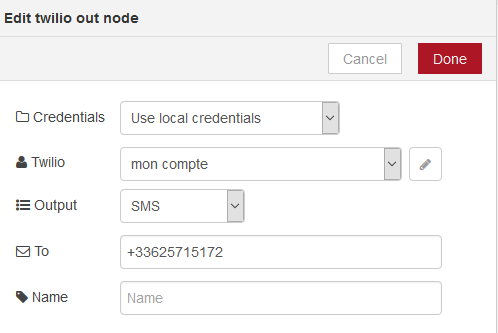 Edit twilio out node
Cancel Done
Credentials Use local credentials
Twilio mon compte
Output SMS
To +33625715172
Name Name